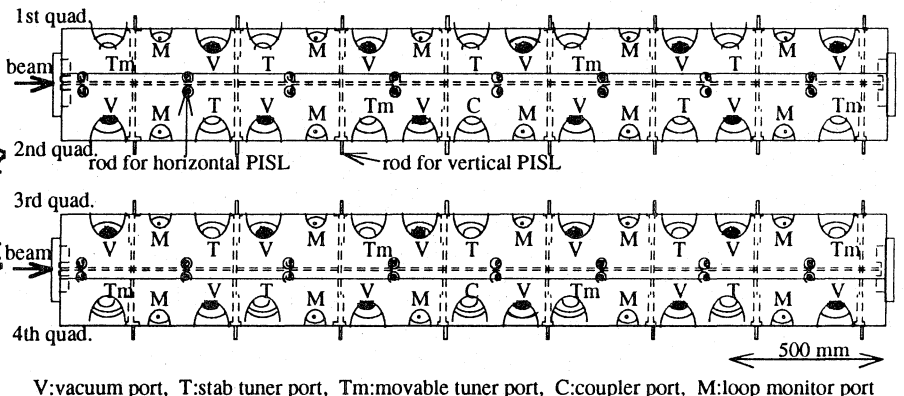 1st quad.
Tm M V T M V M T V Tm M V T M V
beam
V M T V M Tm V C M V M T V M Tm
2nd quad.
rod for horizontal PISL
rod for vertical PISL
3rd quad.
V M T V M Tm V T M V M T V M Tm
beam
Tm M V T M V M C V Tm M V T M V
4th quad.
500 mm
V:vacuum port, T:stab tuner port, Tm:movable tuner port, C:coupler port, M:loop monitor port